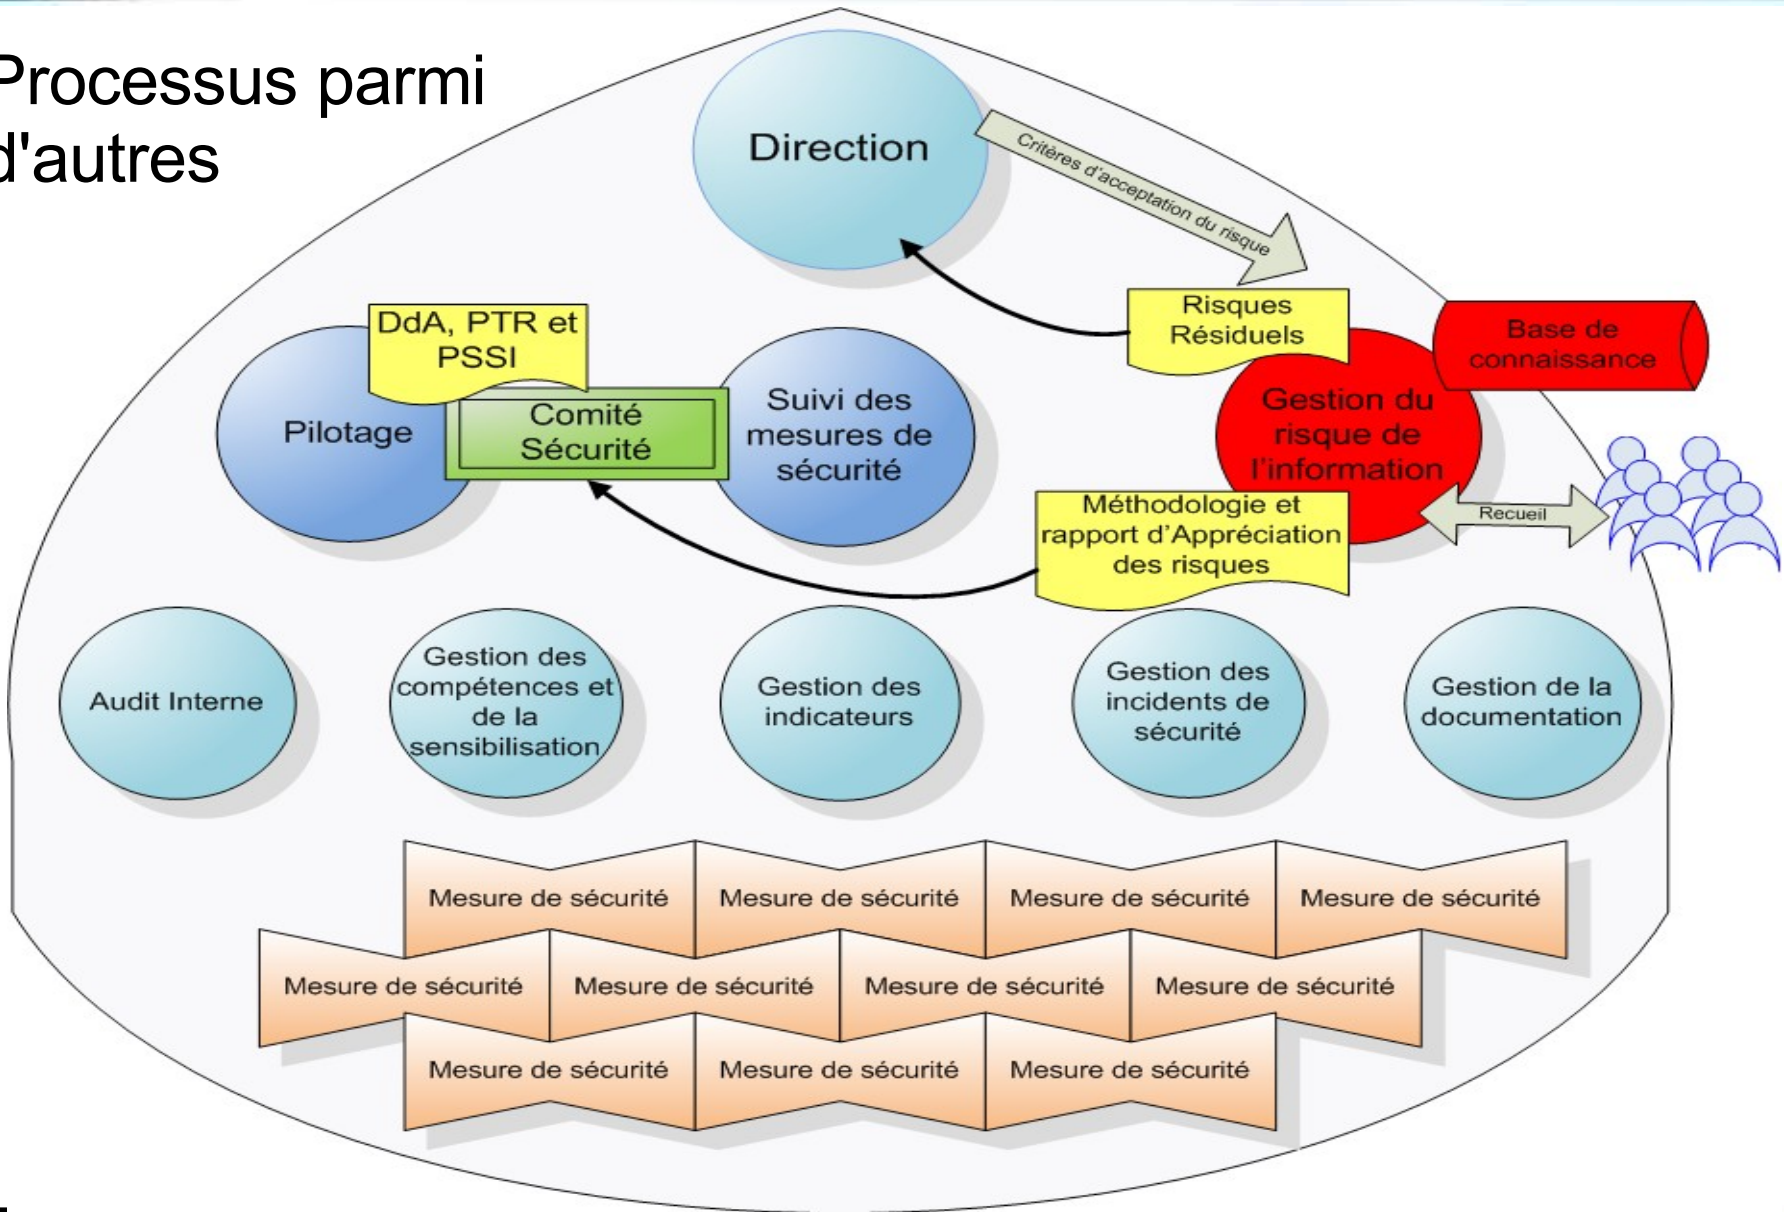 Processus parmi
d'autres
Direction
Critères d'acceptation du risque
Risques
Résiduels
Base de
connaissance
DdA, PTR et
PSSI
Pilotage
Comité
Sécurité
Suivi des
mesures de
sécurité
Gestion du
risque de
l'information
Méthodologie et
rapport d'Appréciation
des risques
Recueil
Audit Interne
Gestion des
compétences et
de la
sensibilisation
Gestion des
indicateurs
Gestion des
incidents de
sécurité
Gestion de la
documentation
Mesure de sécurité
Mesure de sécurité
Mesure de sécurité
Mesure de sécurité
Mesure de sécurité
Mesure de sécurité
Mesure de sécurité
Mesure de sécurité
Mesure de sécurité
Mesure de sécurité
Mesure de sécurité